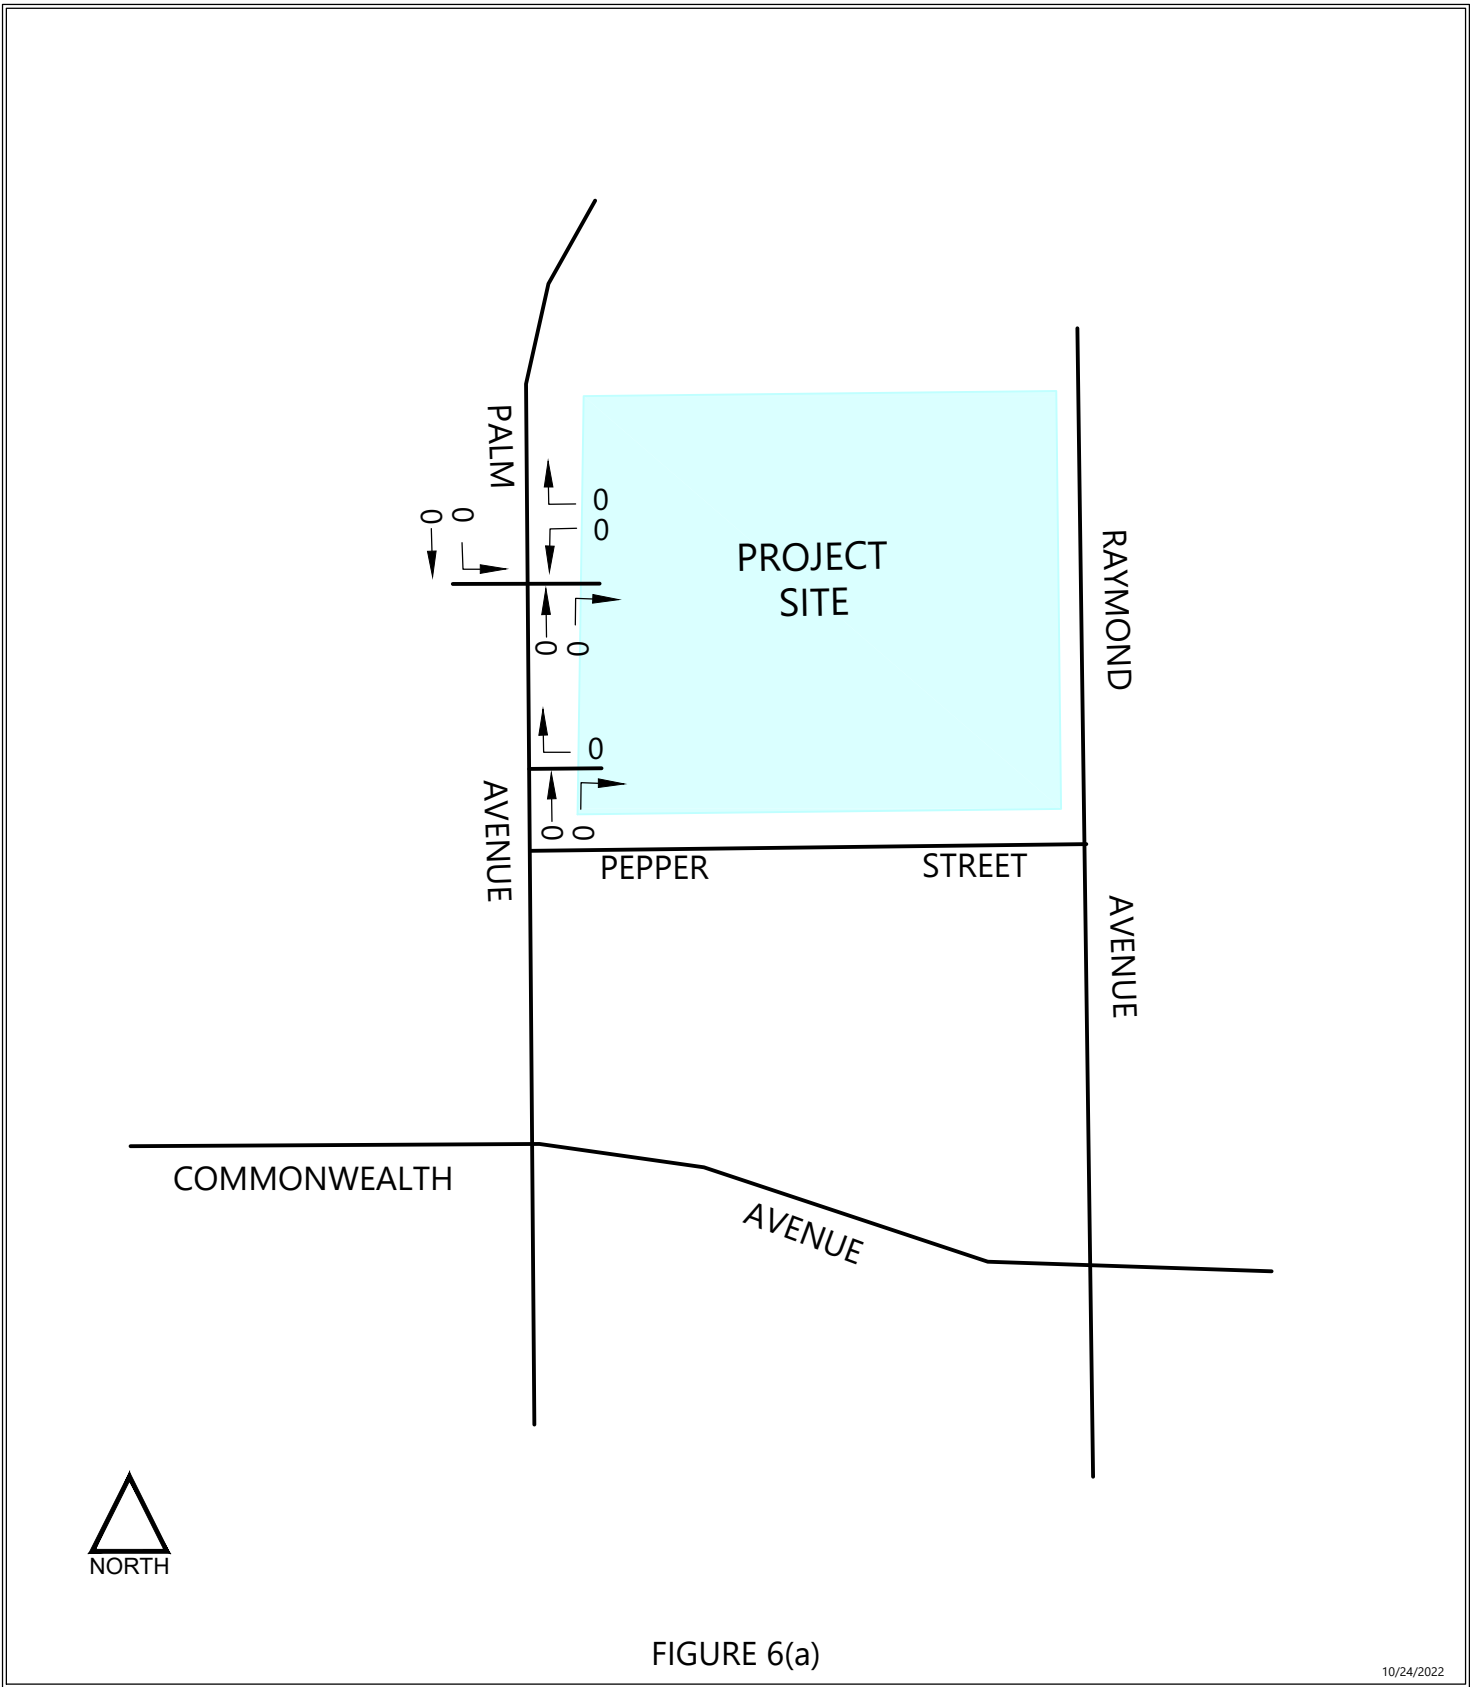 PALM
0
0
0
0
PROJECT
SITE
RAYMOND
0
0
0
AVENUE
0
0
PEPPER
STREET
AVENUE
COMMONWEALTH
AVENUE
NORTH
FIGURE 6(a)
10/24/2022